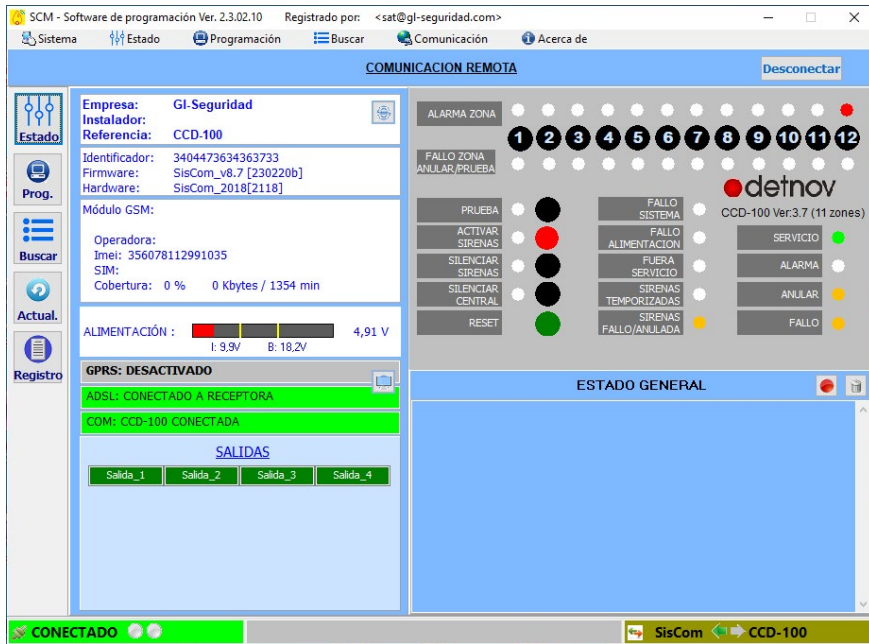 SCM - Software de programación Ver. 2.3.02.10 Registrado por: <sat@gl-seguridad.com>
Sistema Estado Programación Buscar Comunicación Acerca de
COMUNICACION REMOTA
Desconectar
Estado
Prog.
Buscar
Actual.
Registro
Empresa: GI-Seguridad
Instalador:
Referencia: CCD-100
Identificador: 3404473634363733
Firmware: SisCom_v8.7 [230220b]
Hardware: SisCom_2018[2118]
Módulo GSM:
Operadora:
Imei: 356078112991035
SIM:
Cobertura: 0 % 0 Kbytes / 1354 min
ALIMENTACIÓN : 4,91 V
I: 9,9V B: 18,2V
GPRS: DESACTIVADO
ADSL: CONECTADO A RECEPTORA
COM: CCD-100 CONECTADA
SALIDAS
Salida_1 Salida_2 Salida_3 Salida_4
ALARMA ZONA
1 2 3 4 5 6 7 8 9 10 11 12
FALLO ZONA
ANULAR/PRUEBA
detnov
CCD-100 Ver:3.7 (11 zones)
PRUEBA
ACTIVAR
SIRENAS
SILENCIAR
SIRENAS
SILENCIAR
CENTRAL
RESET
FALLO
SISTEMA
FALLO
ALIMENTACION
FUERA
SERVICIO
SIRENAS
TEMPORIZADAS
SIRENAS
FALLO/ANULADA
SERVICIO
ALARMA
ANULAR
FALLO
ESTADO GENERAL
CONECTADO
SisCom CCD-100